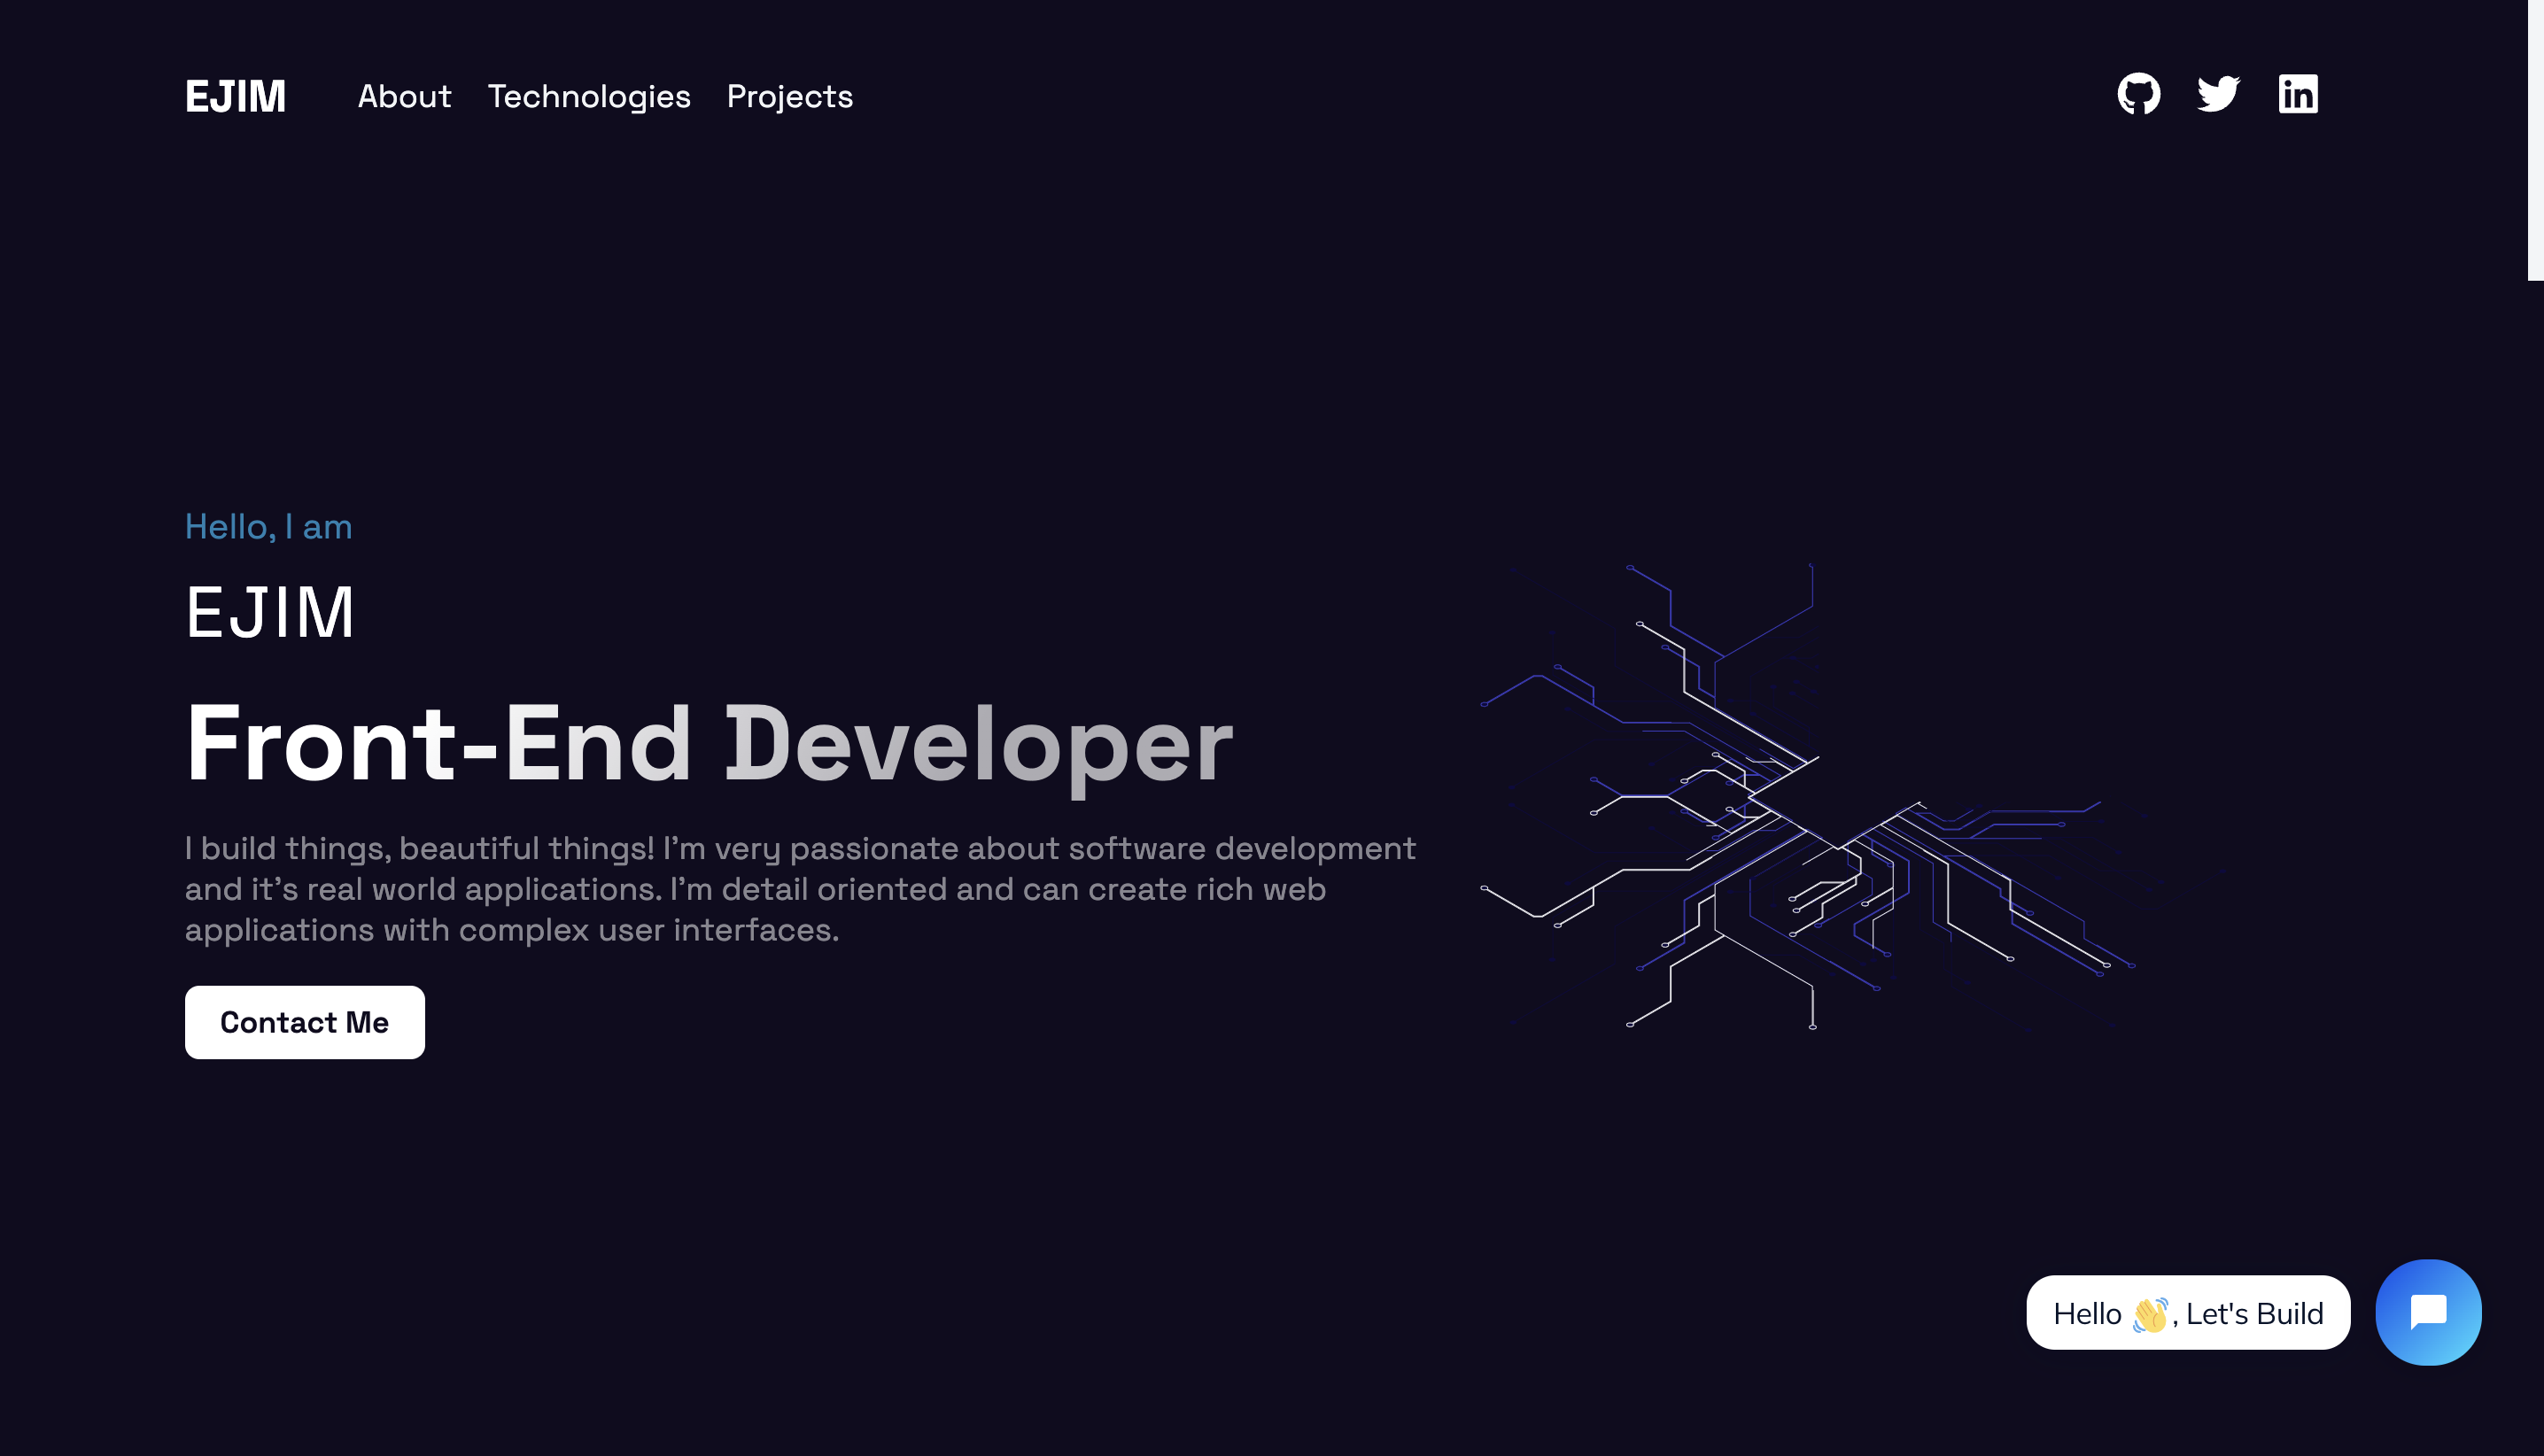 EJIM
About
Technologies
Projects
Hello, I am
EJIM
Front-End Developer
I build things, beautiful things! I'm very passionate about software development
and it's real world applications. I'm detail oriented and can create rich web
applications with complex user interfaces.
Contact Me
Hello 👋, Let's Build